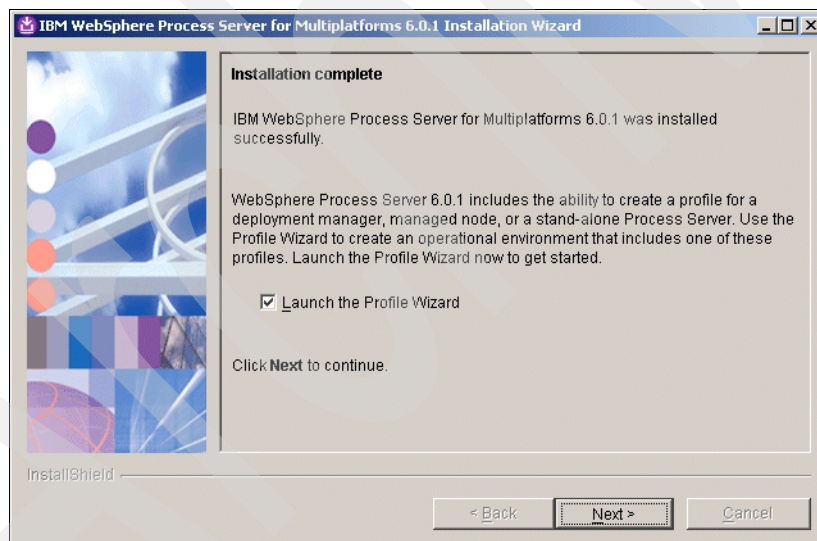 IBM WebSphere Process Server for Multiplatforms 6.0.1 Installation Wizard
Installation complete
IBM WebSphere Process Server for Multiplatforms 6.0.1 was installed
successfully.
WebSphere Process Server 6.0.1 includes the ability to create a profile for a
deployment manager, managed node, or a stand-alone Process Server. Use the
Profile Wizard to create an operational environment that includes one of these
profiles. Launch the Profile Wizard now to get started.
Launch the Profile Wizard
Click Next to continue.
InstallShield
< Back Next > Cancel